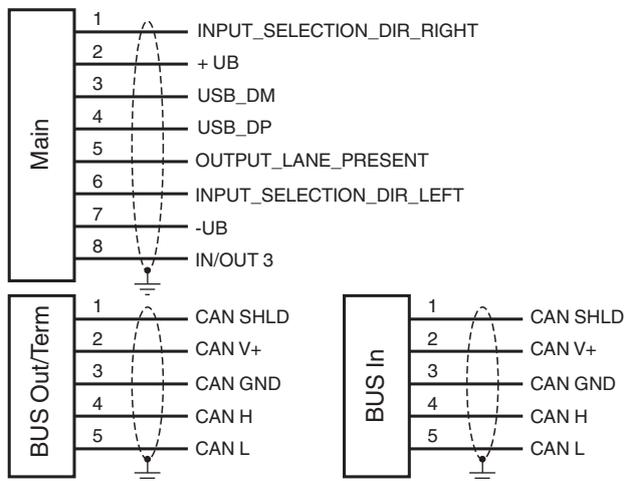 Main
1 INPUT_SELECTION_DIR_RIGHT
2 + UB
3 USB_DM
4 USB_DP
5 OUTPUT_LANE_PRESENT
6 INPUT_SELECTION_DIR_LEFT
7 -UB
8 IN/OUT 3
BUS Out/Term
1 CAN SHLD
2 CAN V+
3 CAN GND
4 CAN H
5 CAN L
BUS In
1 CAN SHLD
2 CAN V+
3 CAN GND
4 CAN H
5 CAN L